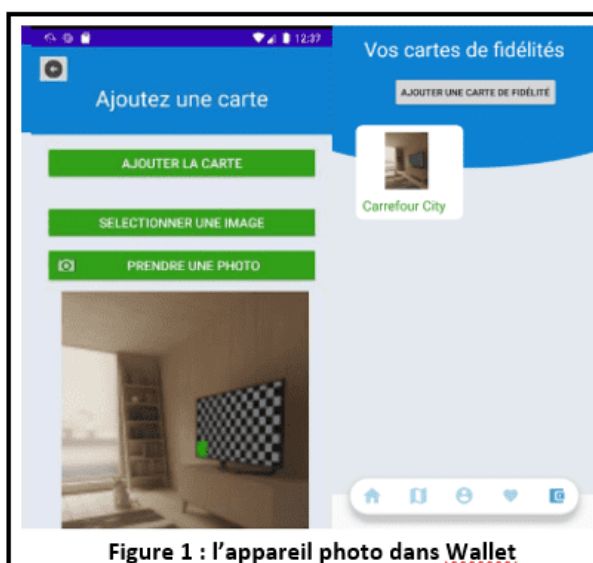 12:37
Ajoutez une carte
AJOUTER LA CARTE
SELECTIONNER UNE IMAGE
PRENDRE UNE PHOTO
Vos cartes de fidélités
AJOUTER UNE CARTE DE FIDÉLITÉ
Carrefour City
Figure 1 : l’appareil photo dans Wallet